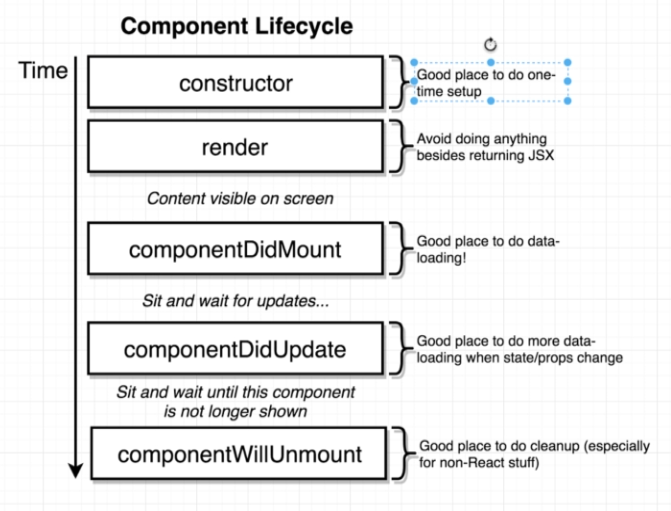 Component Lifecycle
Time
constructor
Good place to do one-
time setup
render
Avoid doing anything
besides returning JSX
Content visible on screen
componentDidMount
Good place to do data-
loading!
Sit and wait for updates...
componentDidUpdate
Good place to do more data-
loading when state/props change
Sit and wait until this component
is not longer shown
componentWillUnmount
Good place to do cleanup (especially
for non-React stuff)